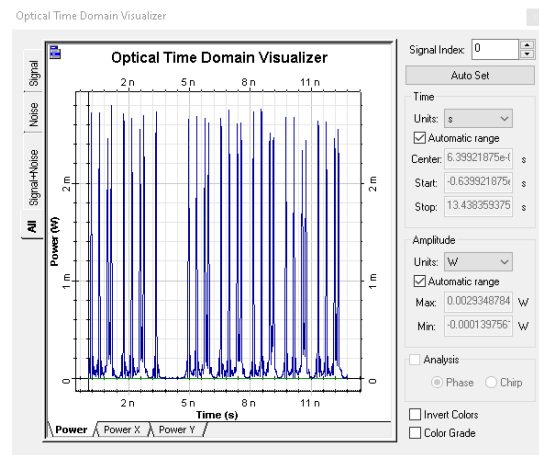 Optical Time Domain Visualizer
Signal
Noise
Signal+Noise
All
Optical Time Domain Visualizer
2 n 5 n 8 n 11 n
Power (W)
2 m
1 m
0
2 m
1 m
0
2 n 5 n 8 n 11 n
Time (s)
Power Power X Power Y
Signal Index: 0
Auto Set
Time
Units: s
Automatic range
Center: 6.39921875e-( s
Start: -0.639921875 s
Stop: 13.438359375 s
Amplitude
Units: W
Automatic range
Max: 0.0029348784 W
Min: -0.000139756 W
Analysis
Phase Chirp
Invert Colors
Color Grade